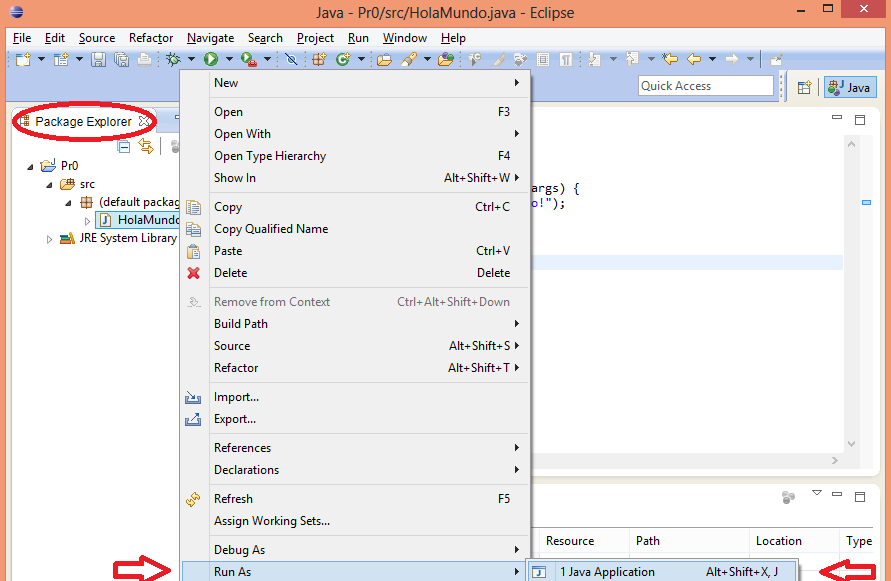 Java - Pr0/src/HolaMundo.java - Eclipse
File Edit Source Refactor Navigate Search Project Run Window Help
Quick Access
Java
Package Explorer
Pr0
src
(default packag
HolaMundo
JRE System Library
New
Open F3
Open With
Open Type Hierarchy F4
Show In Alt+Shift+W
Copy Ctrl+C
Copy Qualified Name
Paste Ctrl+V
Delete Delete
Remove from Context Ctrl+Alt+Shift+Down
Build Path
Source Alt+Shift+S
Refactor Alt+Shift+T
Import...
Export...
References
Declarations
Refresh F5
Assign Working Sets...
Debug As
Run As
1 Java Application Alt+Shift+X, J
args) {
o!");
Resource Path Location Type